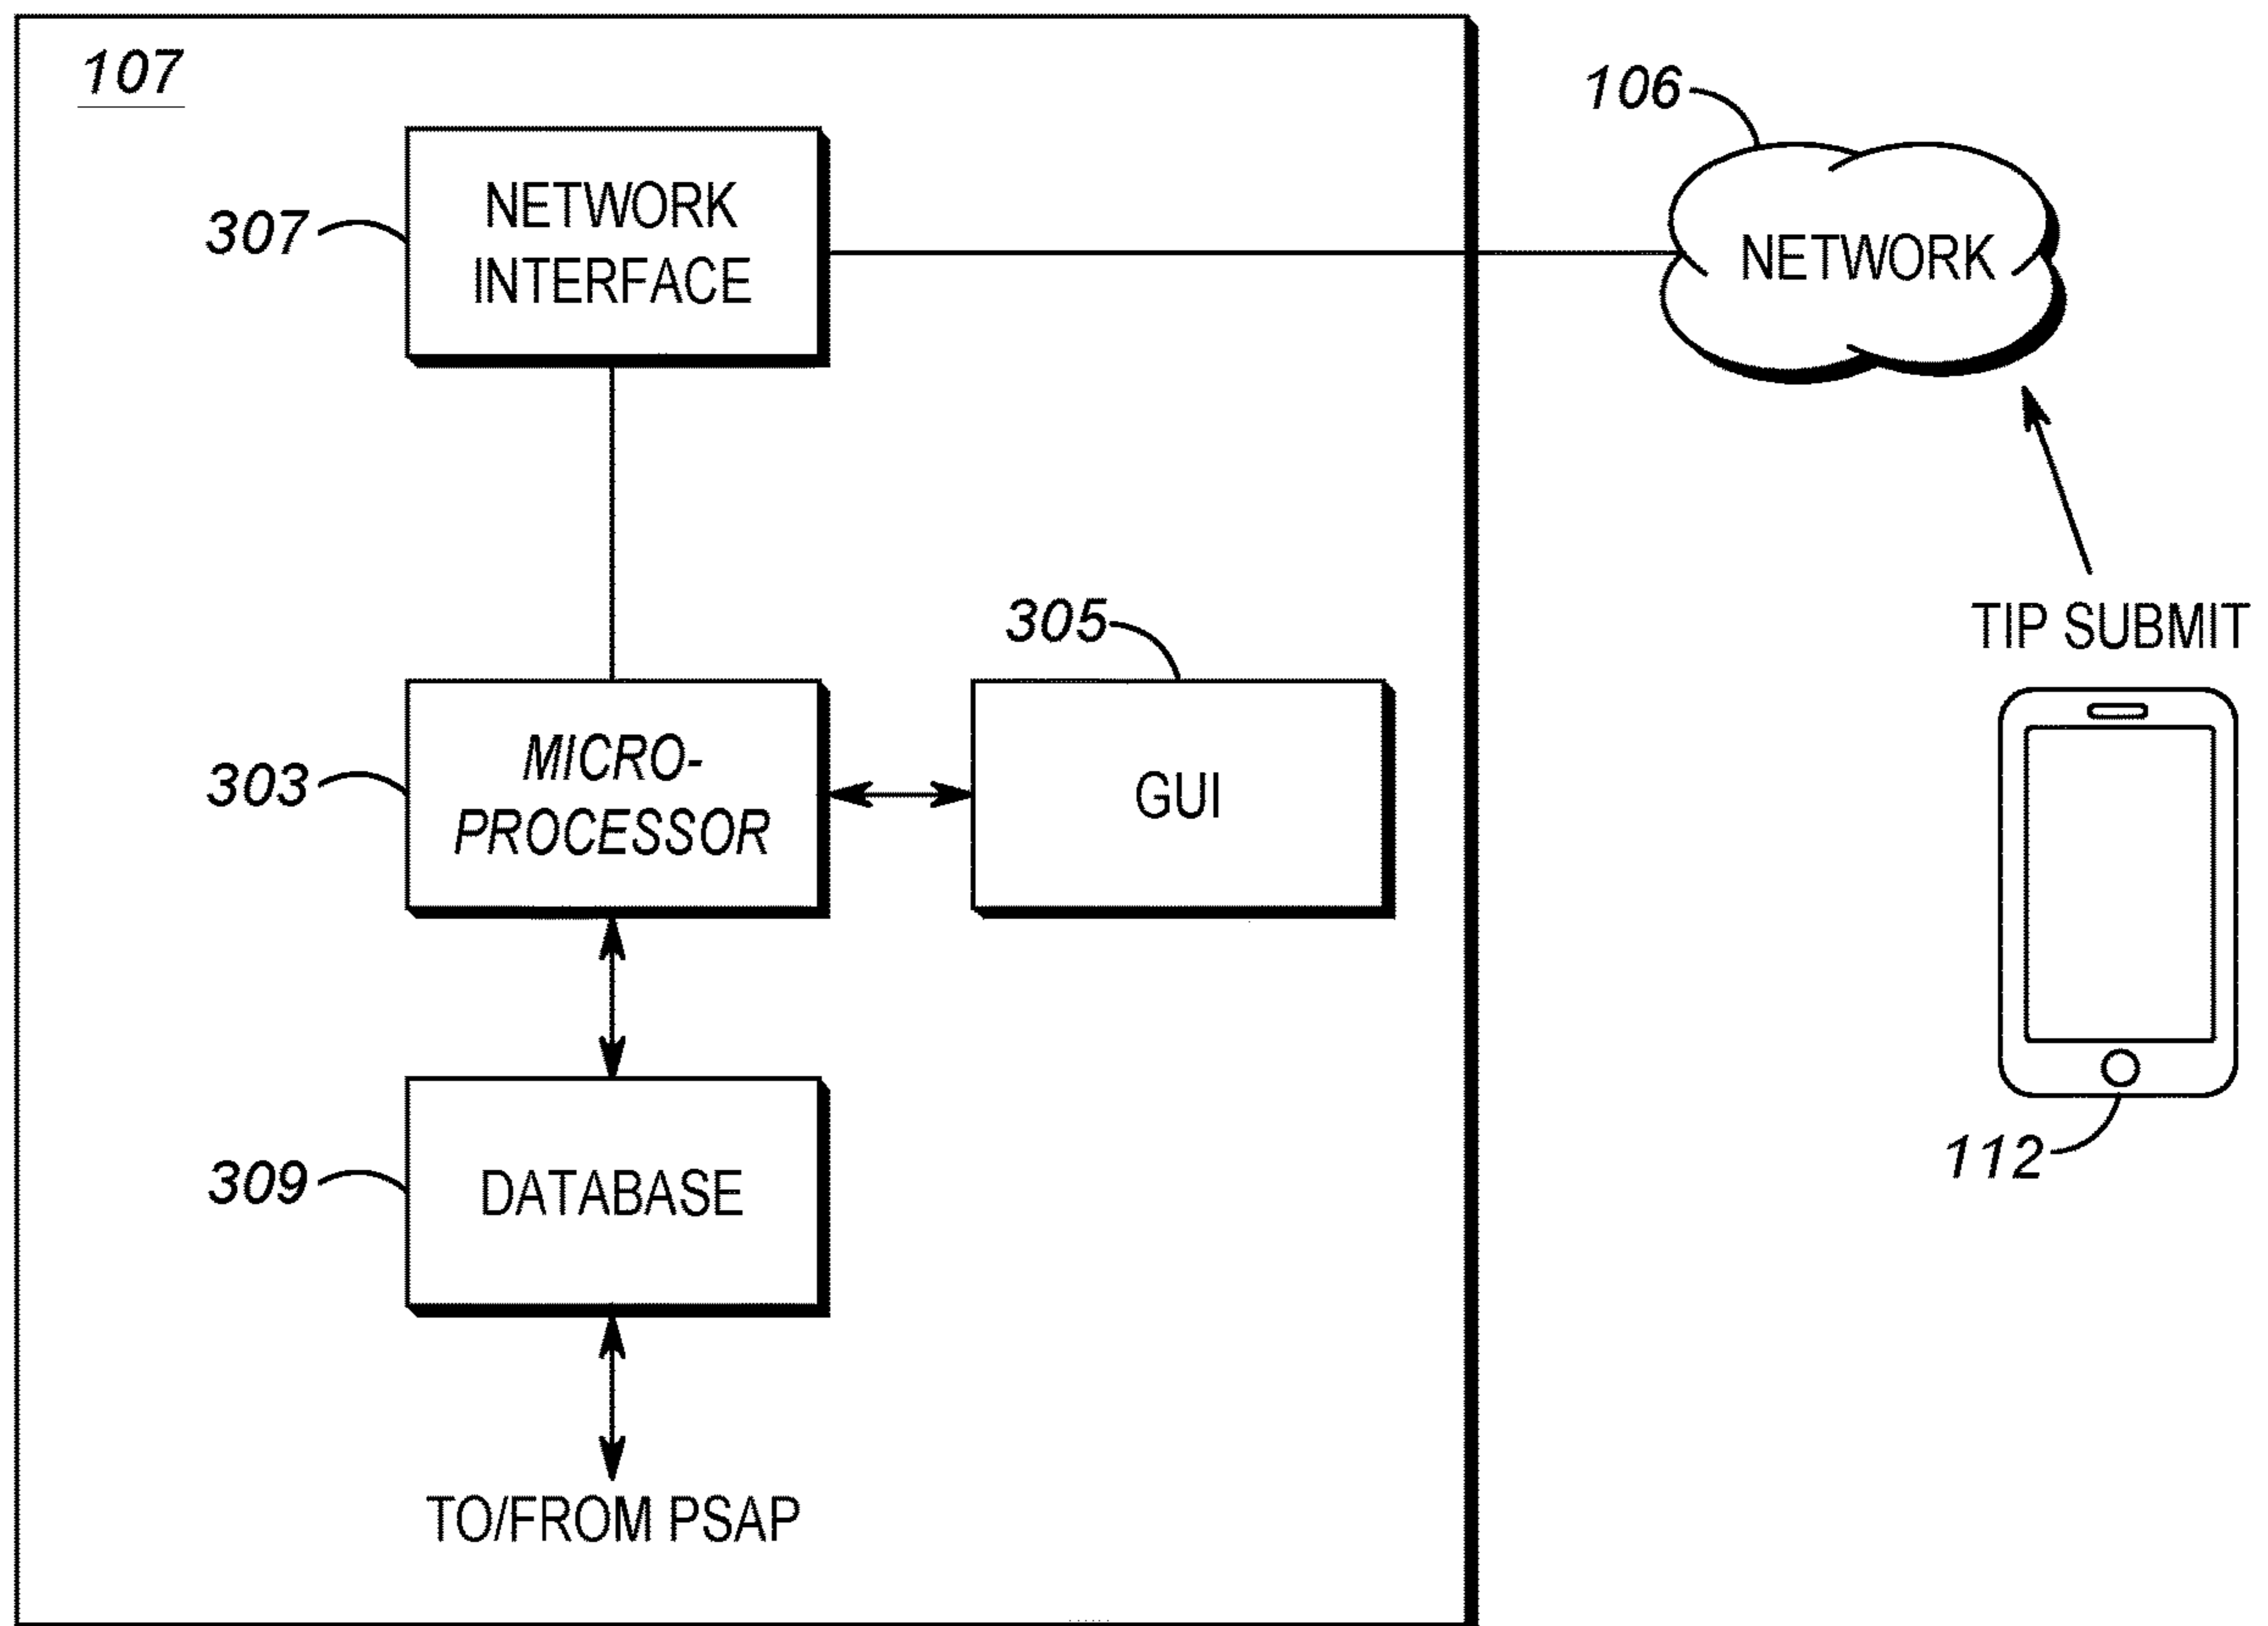 107
106
NETWORK
INTERFACE
307
NETWORK
305
TIP SUBMIT
MICRO-
PROCESSOR
303
GUI
112
DATABASE
309
TO/FROM PSAP